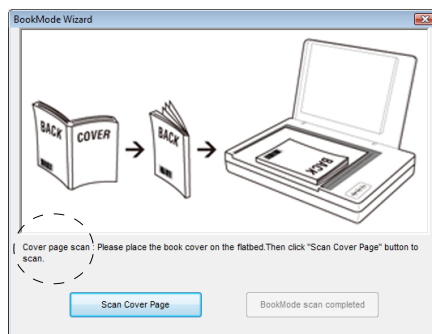 BookMode Wizard
BACK COVER
BACK
BACK
Cover page scan : Please place the book cover on the flatbed.Then click "Scan Cover Page" button to
scan.
Scan Cover Page
BookMode scan completed